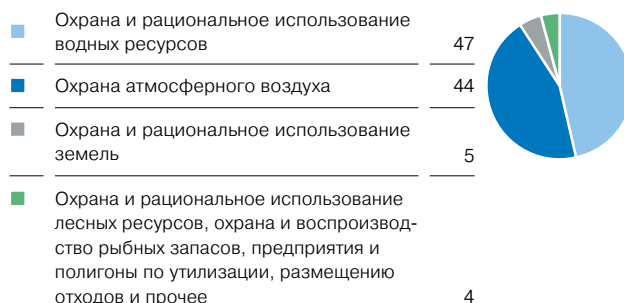 Охрана и рациональное использование
водных ресурсов 47
Охрана атмосферного воздуха 44
Охрана и рациональное использование
земель 5
Охрана и рациональное использование
лесных ресурсов, охрана и воспроизвод-
ство рыбных запасов, предприятия и
полигоны по утилизации, размещению
отходов и прочее 4